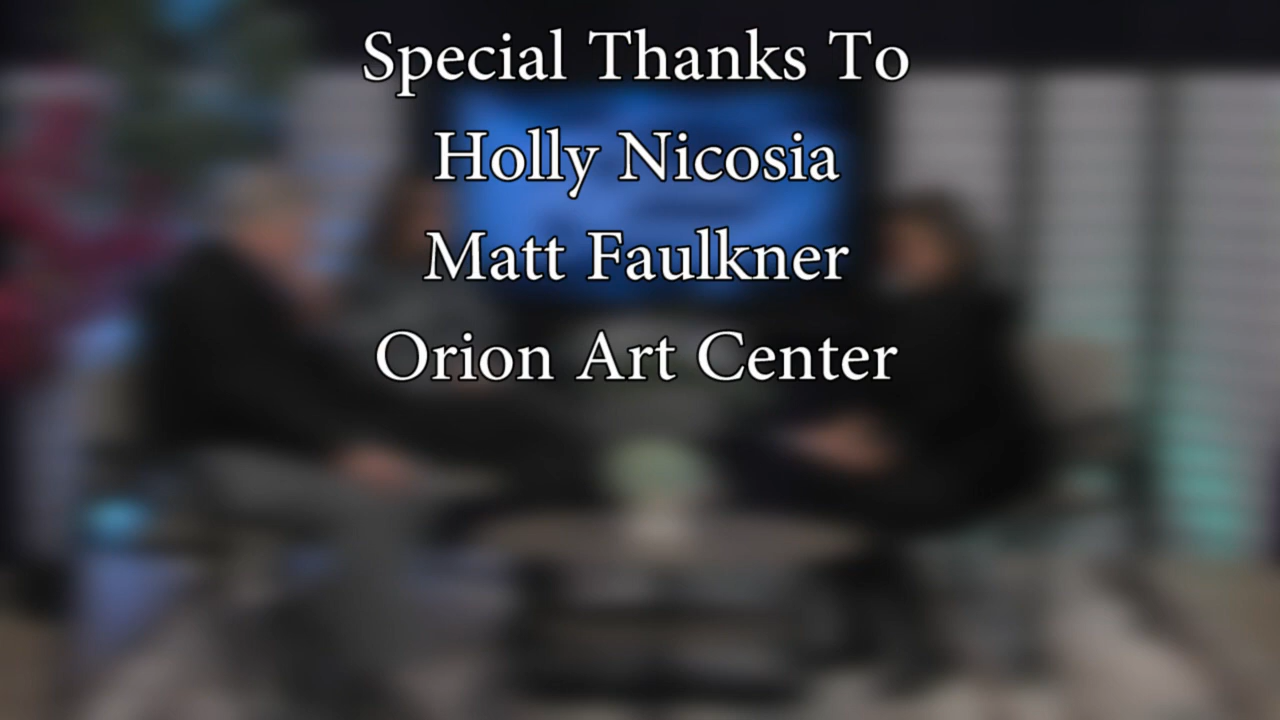 Special Thanks To
Holly Nicosia
Matt Faulkner
Orion Art Center